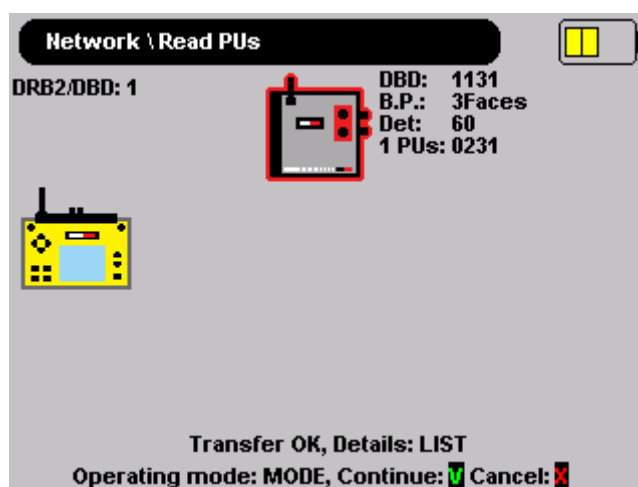 Network \ Read PUs
DRB2/DBD: 1
DBD: 1131
B.P.: 3Faces
Det: 60
1 PUs: 0231
Transfer OK, Details: LIST
Operating mode: MODE, Continue: V Cancel: X